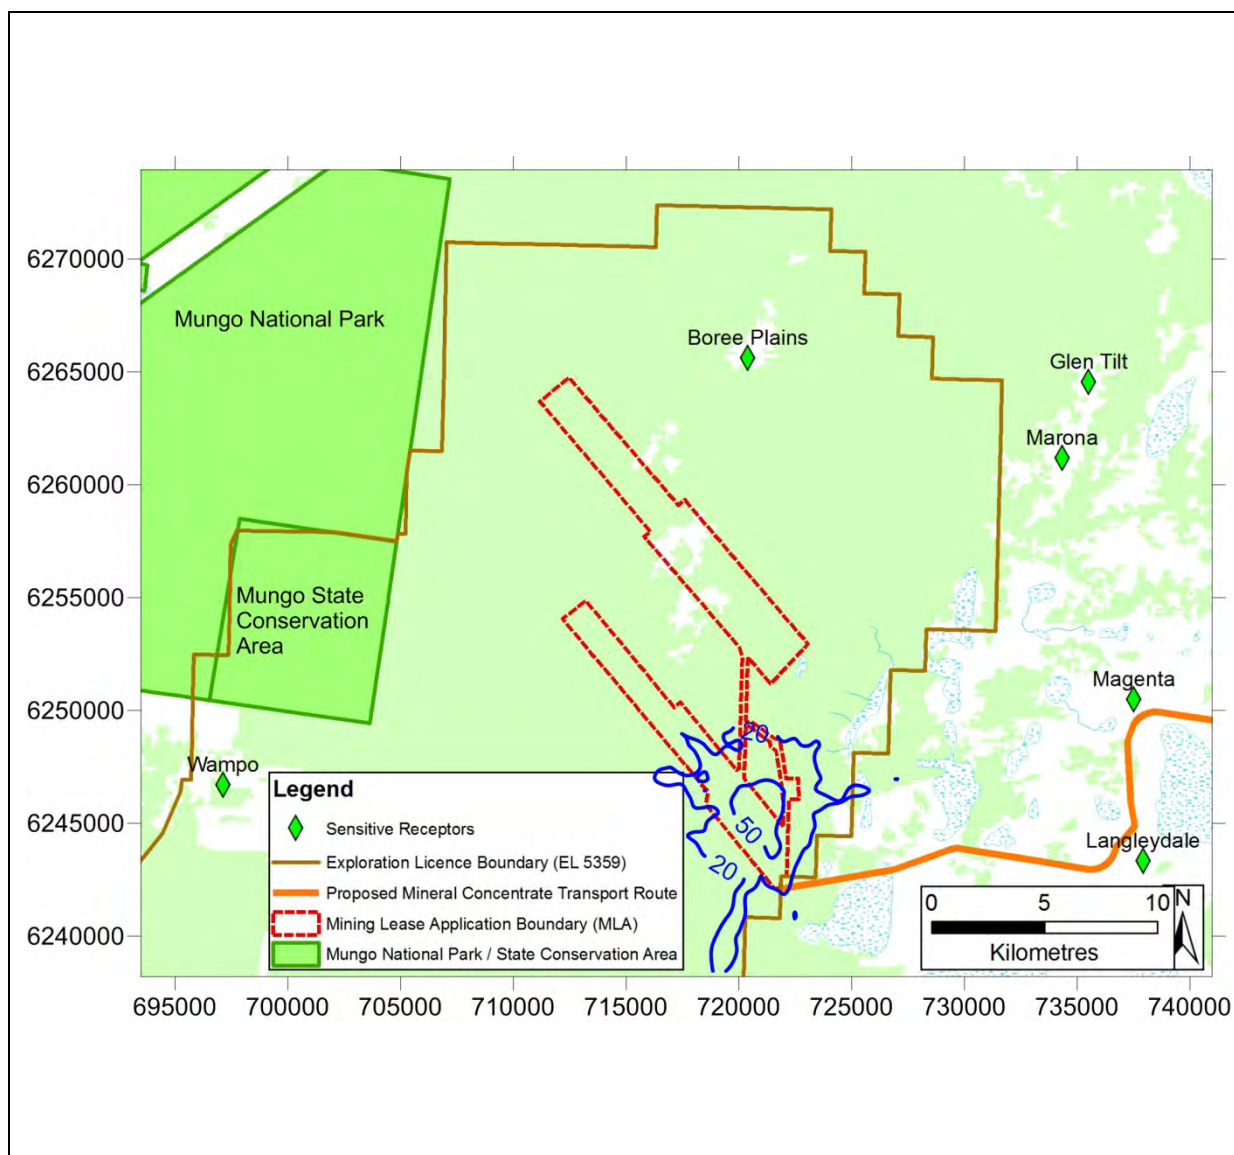 6270000
6265000
6260000
6255000
6250000
6245000
6240000
Mungo National Park
Boree Plains
Glen Tilt
Marona
Mungo State
Conservation
Area
Magenta
20
Wampo
50
20
Langleydale
Legend
Sensitive Receptors
Exploration Licence Boundary (EL 5359)
Proposed Mineral Concentrate Transport Route
Mining Lease Application Boundary (MLA)
Mungo National Park / State Conservation Area
0 5 10
Kilometres
N
695000 700000 705000 710000 715000 720000 725000 730000 735000 740000